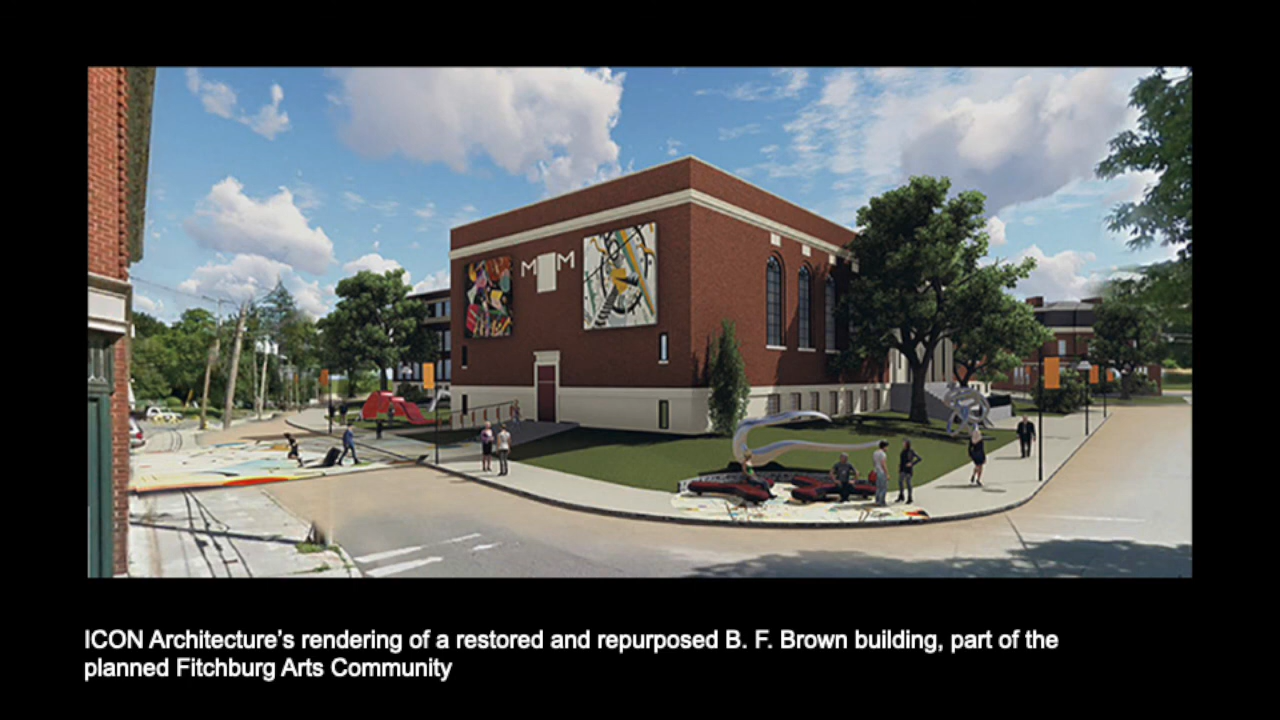 M M
ICON Architecture's rendering of a restored and repurposed B. F. Brown building, part of the
planned Fitchburg Arts Community